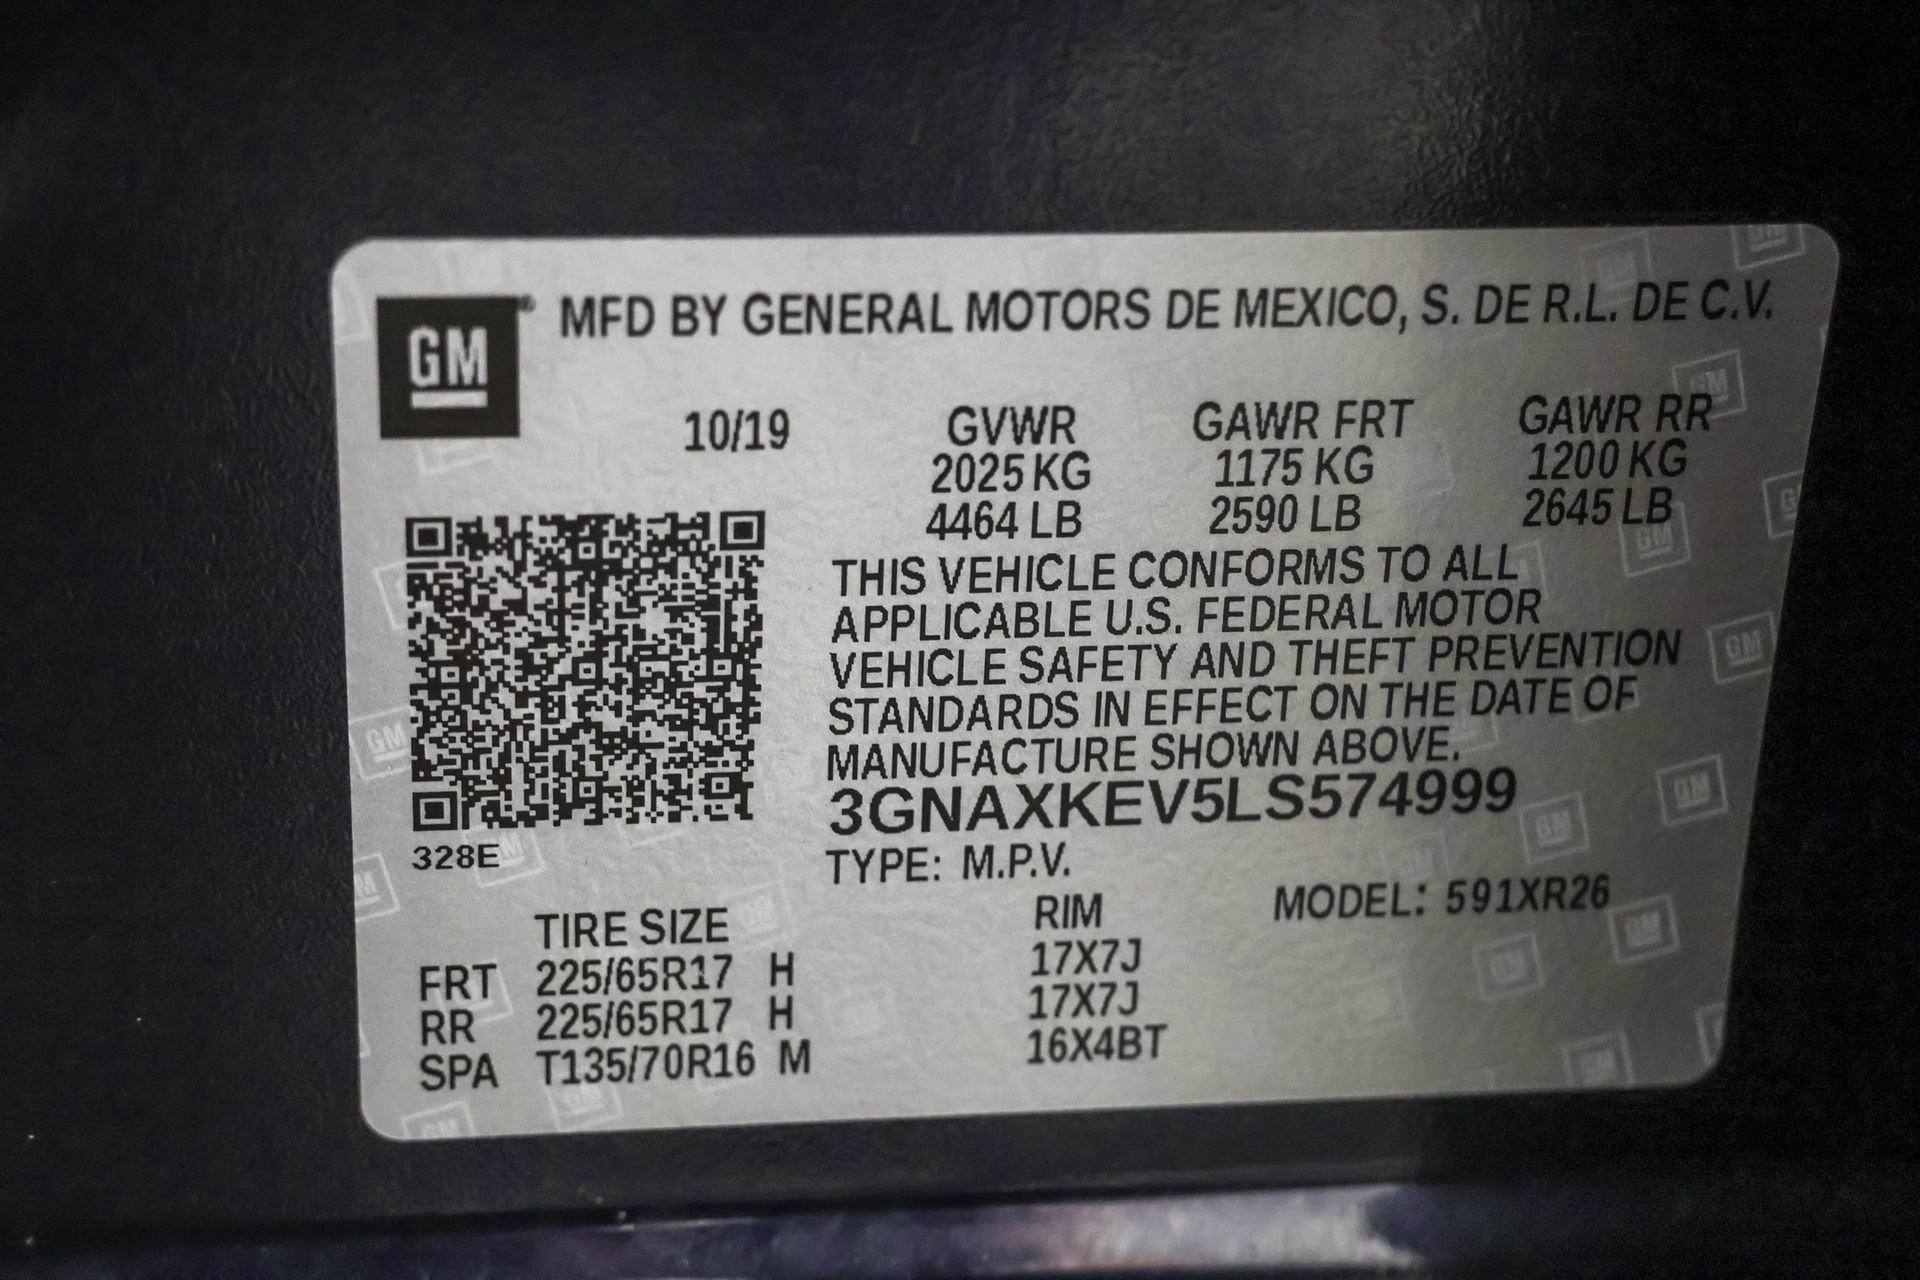 GM® MFD BY GENERAL MOTORS DE MEXICO, S. DE R.L. DE C.V.
10/19 GVWR GAWR FRT GAWR RR
2025 KG 1175 KG 1200 KG
4464 LB 2590 LB 2645 LB
THIS VEHICLE CONFORMS TO ALL
APPLICABLE U.S. FEDERAL MOTOR
VEHICLE SAFETY AND THEFT PREVENTION
STANDARDS IN EFFECT ON THE DATE OF
MANUFACTURE SHOWN ABOVE.
3GNAXKEV5LS574999
328E
TYPE: M.P.V.
MODEL: 591XR26
TIRE SIZE RIM
FRT 225/65R17 H 17X7J
RR 225/65R17 H 17X7J
SPA T135/70R16 M 16X4BT